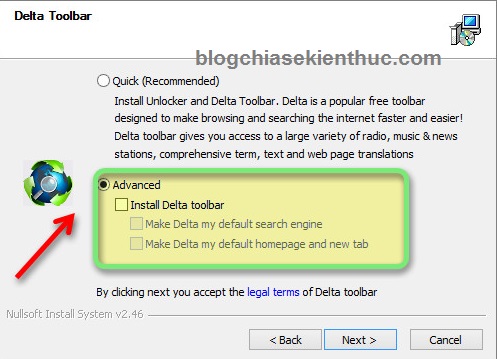 Delta Toolbar
blogchiasekienthuc.com
Quick (Recommended)
Install Unlocker and Delta Toolbar. Delta is a popular free toolbar
designed to make browsing and searching the internet faster and easier!
Delta toolbar gives you access to a large variety of radio, music & news
stations, comprehensive term, text and web page translations
Advanced
Install Delta toolbar
Make Delta my default search engine
Make Delta my default homepage and new tab
By clicking next you accept the legal terms of Delta toolbar
Nullsoft Install System v2.46
< Back Next > Cancel